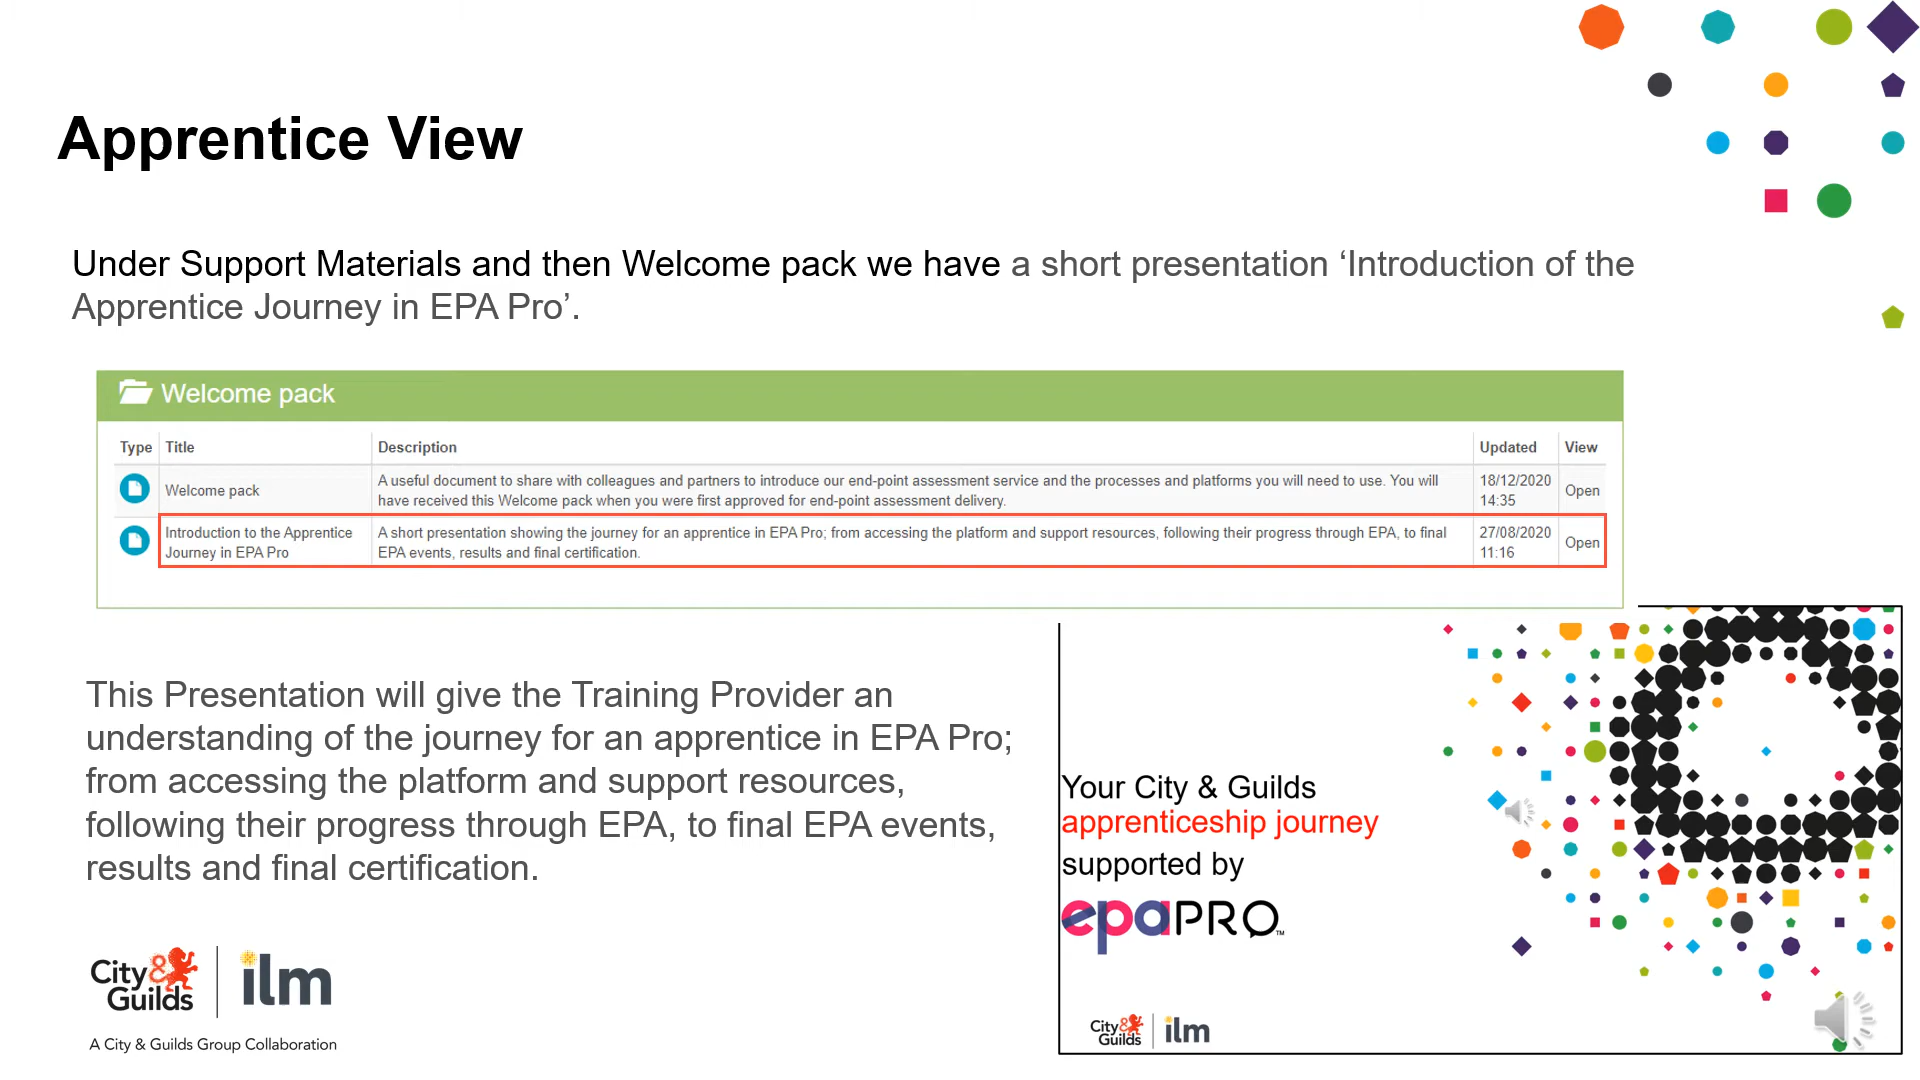 Apprentice View
Under Support Materials and then Welcome pack we have a short presentation ‘Introduction of the
Apprentice Journey in EPA Pro’.
Welcome pack
Type Title Description Updated View
Welcome pack
A useful document to share with colleagues and partners to introduce our end-point assessment service and the processes and platforms you will need to use. You will
have received this Welcome pack when you were first approved for end-point assessment delivery.
18/12/2020
14:35
Open
Introduction to the Apprentice
Journey in EPA Pro
A short presentation showing the journey for an apprentice in EPA Pro; from accessing the platform and support resources, following their progress through EPA, to final
EPA events, results and final certification.
27/08/2020
11:16
Open
This Presentation will give the Training Provider an
understanding of the journey for an apprentice in EPA Pro;
from accessing the platform and support resources,
following their progress through EPA, to final EPA events,
results and final certification.
Your City & Guilds
apprenticeship journey
supported by
epaPRO™
City &
Guilds
ilm
City &
Guilds
ilm
A City & Guilds Group Collaboration